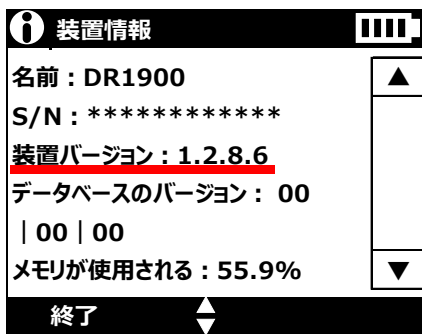 装置情報
名前：DR1900
S/N：************
装置バージョン：1.2.8.6
データベースのバージョン： 00
｜00｜00
メモリが使用される：55.9%
終了